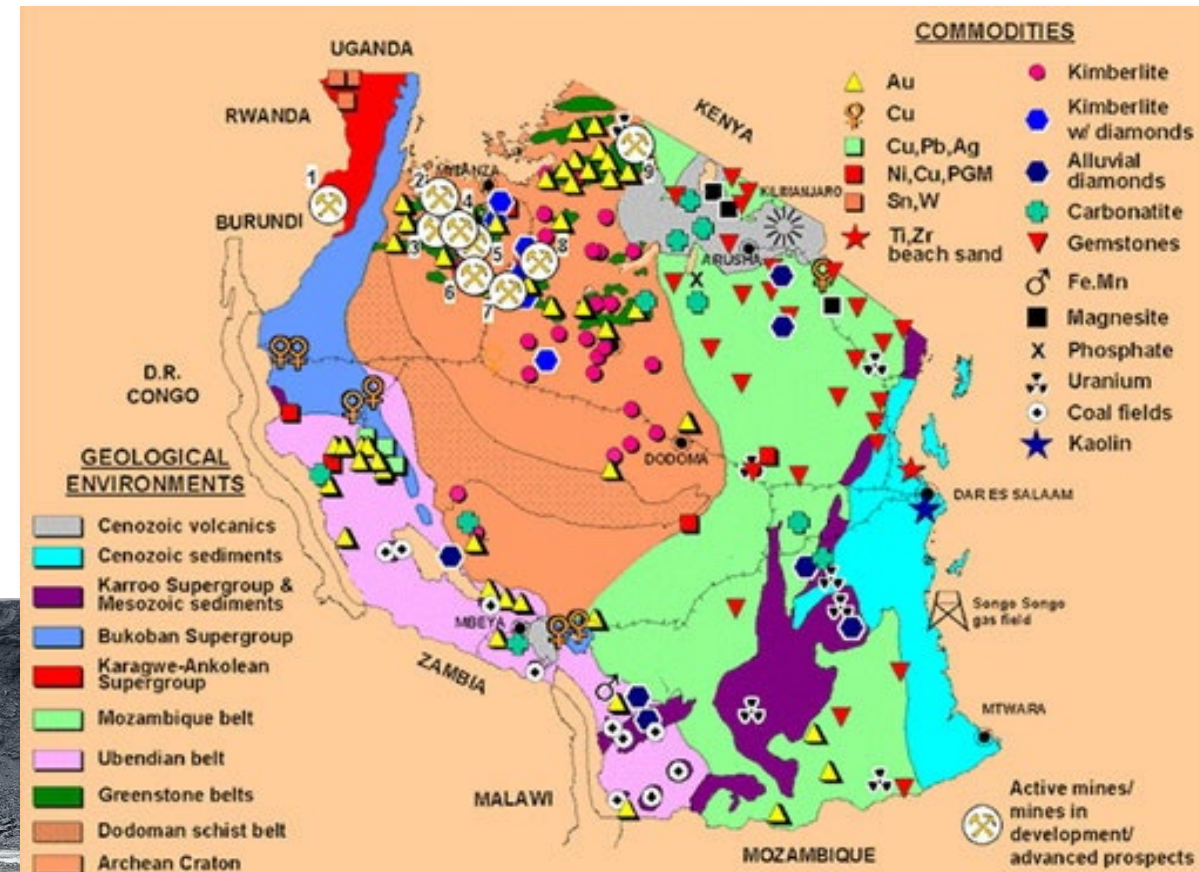 UGANDA
RWANDA
BURUNDI
KENYA
KILIMANJARO
ARUSHA
1
2
3
4
5
6
7
8
9
D.R.
CONGO
DODOMA
DAR ES SALAAM
MBEYA
ZAMBIA
Songo Songo
gas field
MTWARA
MALAWI
MOZAMBIQUE
COMMODITIES
Au
Cu
Cu,Pb,Ag
Ni,Cu,PGM
Sn,W
Ti,Zr
beach sand
Kimberlite
Kimberlite
w/ diamonds
Alluvial
diamonds
Carbonatite
Gemstones
Fe.Mn
Magnesite
X Phosphate
Uranium
Coal fields
Kaolin
X
GEOLOGICAL
ENVIRONMENTS
Cenozoic volcanics
Cenozoic sediments
Karroo Supergroup &
Mesozoic sediments
Bukoban Supergroup
Karagwe-Ankolean
Supergroup
Mozambique belt
Ubendian belt
Greenstone belts
Dodoman schist belt
Archean Craton
Active mines/
mines in
development/
advanced prospects